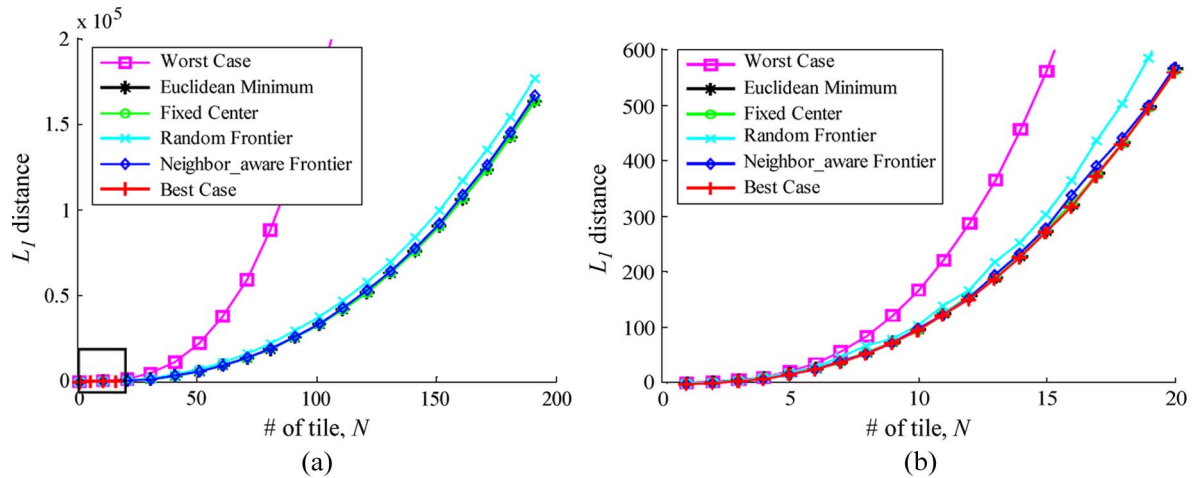 x 10^5
2
1.5
1
0.5
0
L_1 distance
Worst Case
Euclidean Minimum
Fixed Center
Random Frontier
Neighbor_aware Frontier
Best Case
0 50 100 150 200
# of tile, N
(a)
600
500
400
300
200
100
0
L_1 distance
Worst Case
Euclidean Minimum
Fixed Center
Random Frontier
Neighbor_aware Frontier
Best Case
0 5 10 15 20
# of tile, N
(b)